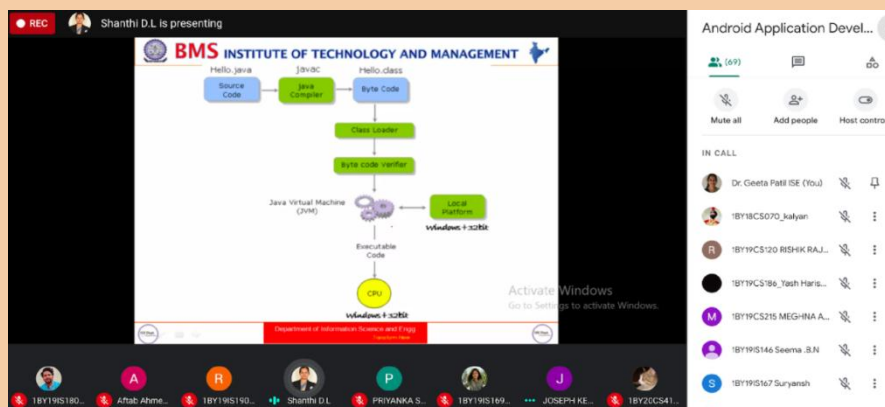 REC
Shanthi D.L is presenting
BMS INSTITUTE OF TECHNOLOGY AND MANAGEMENT
Hello.java
javac
Hello.class
Source Code
Java Compiler
Byte Code
Class Loader
Byte code Verifier
Java Virtual Machine
(JVM)
Local Platform
Windows + 32bit
Executable
Code
CPU
Windows + 32bit
Activate Windows
Go to Settings to activate Windows.
Department of Information Science and Engg
1BY19IS180...
Aftab Ahme...
1BY19IS190...
Shanthi D.L
PRIYANKA S...
1BY19IS169...
JOSEPH KE...
1BY20CS41...
Android Application Devel...
(69)
Mute all
Add people
Host contro
IN CALL
Dr. Geeta Patil ISE (You)
1BY18CS070_kalyan
1BY19CS120 RISHIK RAJ...
1BY19CS186_Yash Haris...
1BY19CS215 MEGHNA A...
1BY19IS146 Seema .B.N
1BY19IS167 Suryansh